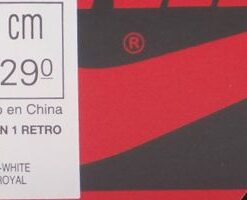 cm
290
en China
N 1 RETRO
-WHITE
ROYAL
®